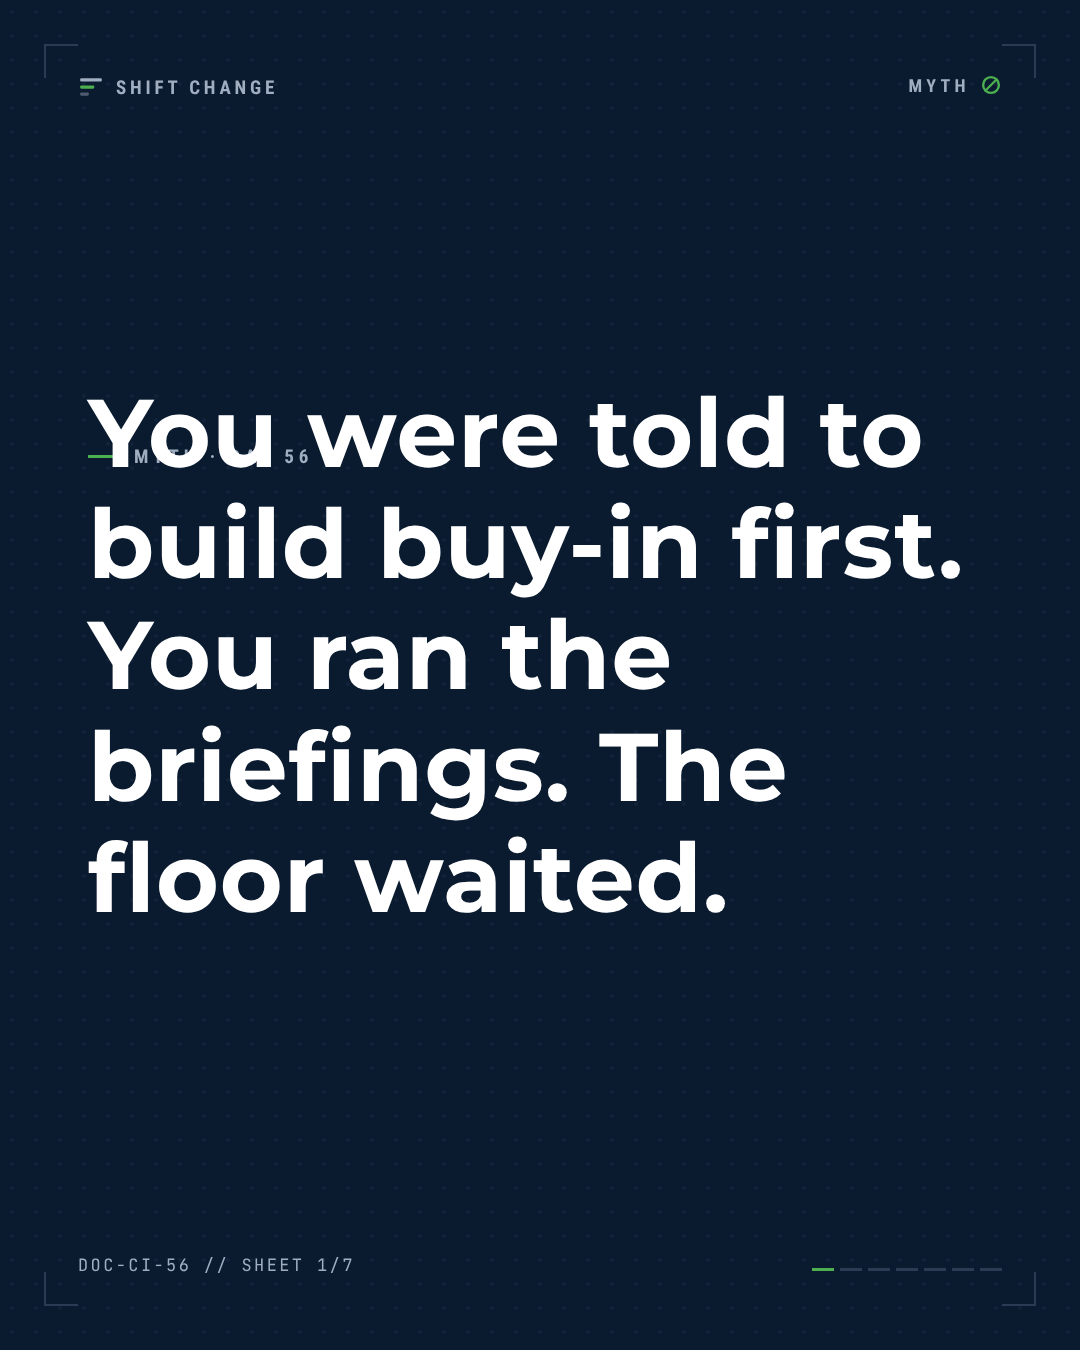 SHIFT CHANGE
MYTH
You were told to
56
build buy-in first.
You ran the
briefings. The
floor waited.
DOC-CI-56 // SHEET 1/7